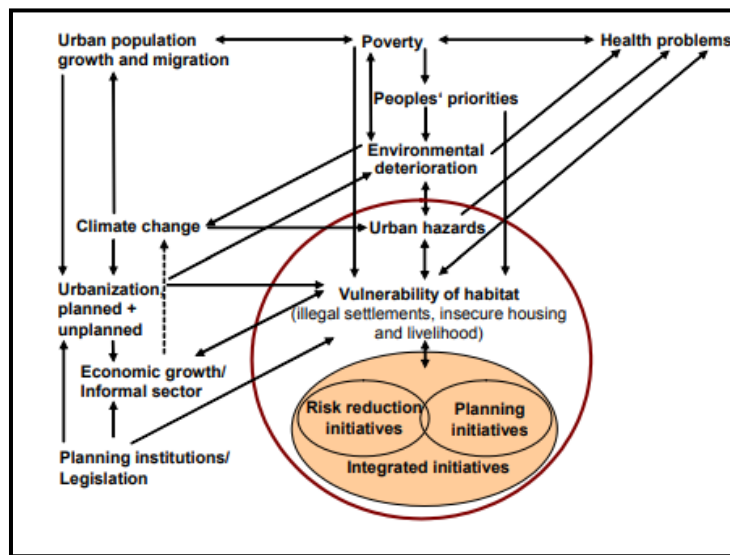 Urban population
growth and migration
Poverty
Health problems
Peoples‘ priorities
Environmental
deterioration
Climate change
Urban hazards
Urbanization,
planned +
unplanned
Vulnerability of habitat
(illegal settlements, insecure housing
and livelihood)
Economic growth/
Informal sector
Risk reduction
initiatives
Planning
initiatives
Planning institutions/
Legislation
Integrated initiatives